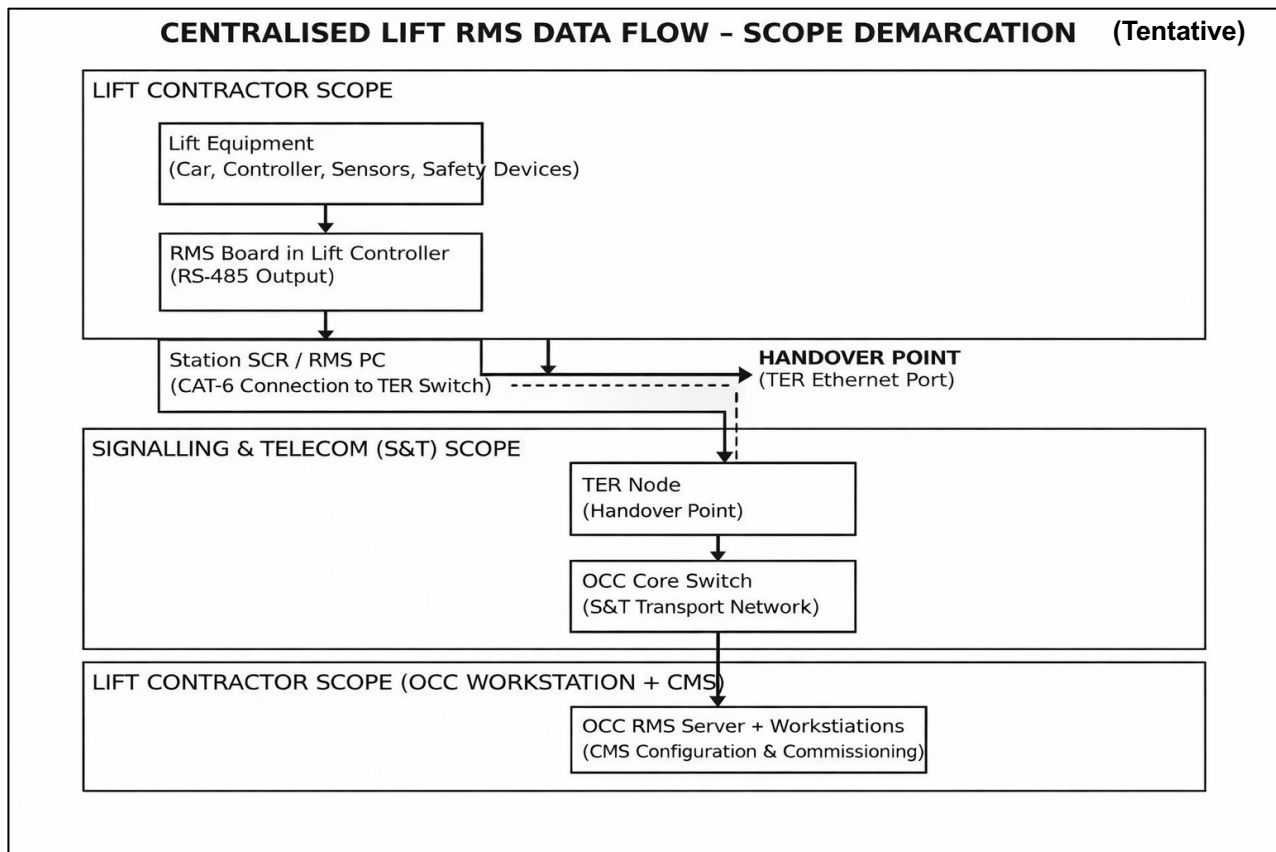 CENTRALISED LIFT RMS DATA FLOW – SCOPE DEMARCATION (Tentative)
LIFT CONTRACTOR SCOPE
Lift Equipment
(Car, Controller, Sensors, Safety Devices)
RMS Board in Lift Controller
(RS-485 Output)
Station SCR / RMS PC
(CAT-6 Connection to TER Switch)
HANDOVER POINT
(TER Ethernet Port)
SIGNALLING & TELECOM (S&T) SCOPE
TER Node
(Handover Point)
OCC Core Switch
(S&T Transport Network)
LIFT CONTRACTOR SCOPE (OCC WORKSTATION + CMS)
OCC RMS Server + Workstiations
(CMS Configuration & Commissioning)